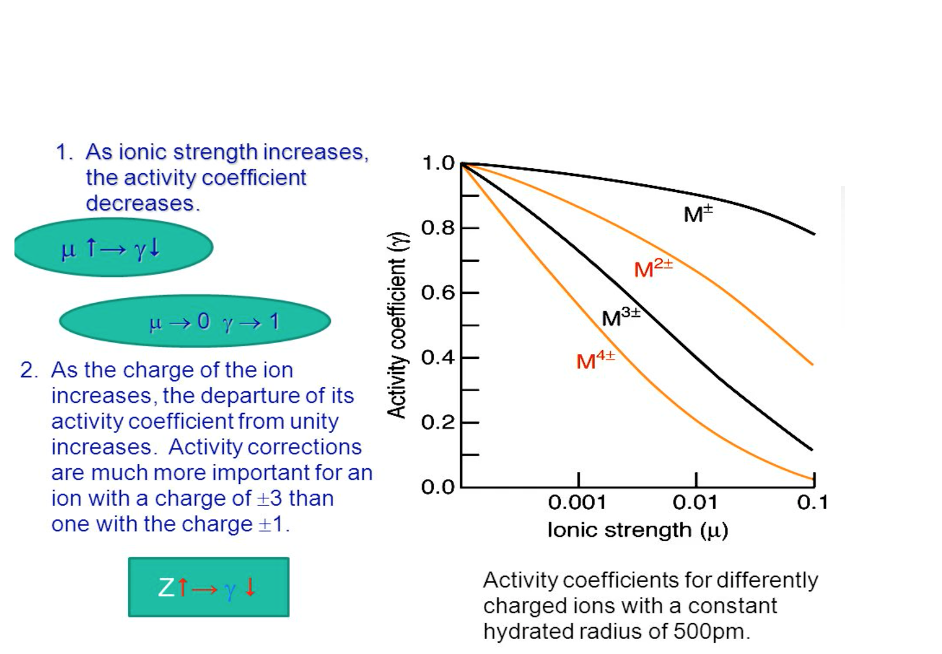 1. As ionic strength increases,
the activity coefficient
decreases.
μ ↑→ γ↓
μ → 0 γ → 1
2. As the charge of the ion
increases, the departure of its
activity coefficient from unity
increases. Activity corrections
are much more important for an
ion with a charge of ±3 than
one with the charge ±1.
Z↑→ γ ↓
Activity coefficient (γ)
1.0
0.8
0.6
0.4
0.2
0.0
M±
M2±
M3±
M4±
0.001 0.01 0.1
Ionic strength (μ)
Activity coefficients for differently
charged ions with a constant
hydrated radius of 500pm.